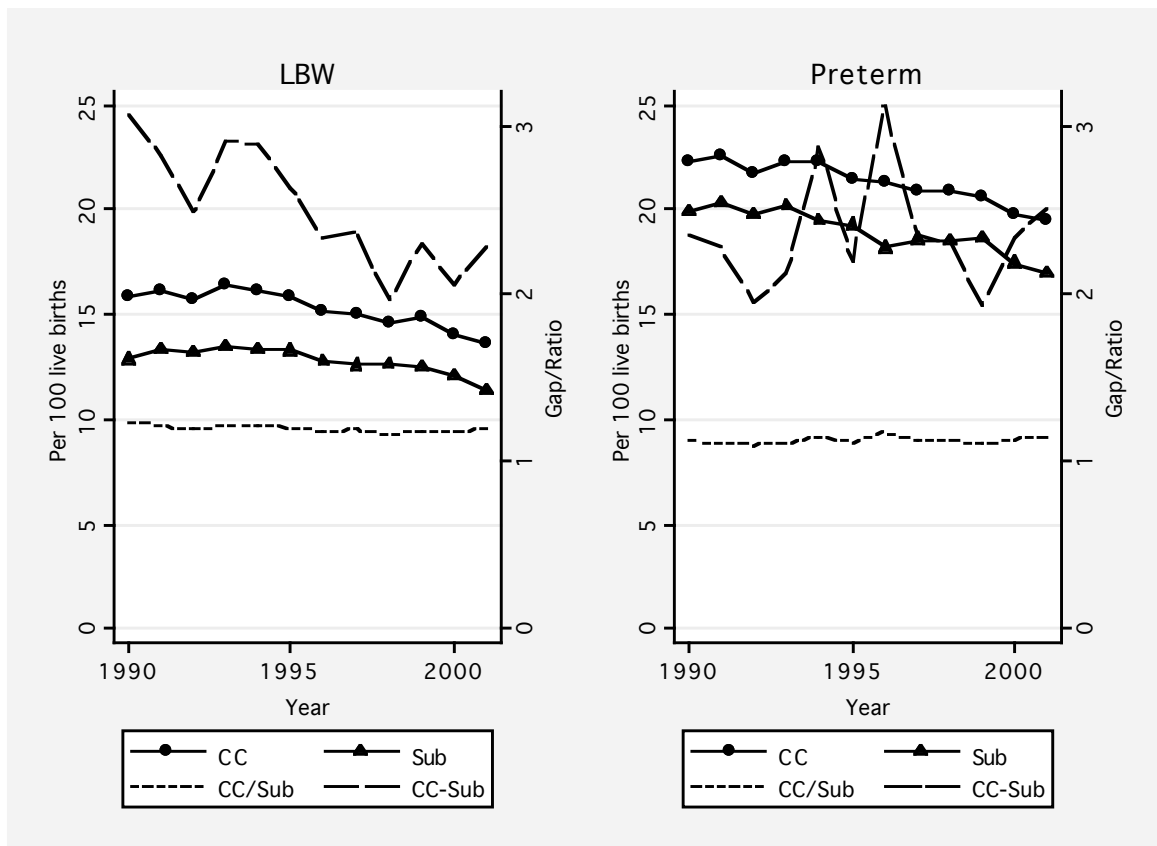 LBW
25
20
15
10
5
0
Per 100 live births
3
2
1
0
Gap/Ratio
1990 1995 2000
Year
CC Sub
CC/Sub CC-Sub
Preterm
25
20
15
10
5
0
Per 100 live births
3
2
1
0
Gap/Ratio
1990 1995 2000
Year
CC Sub
CC/Sub CC-Sub